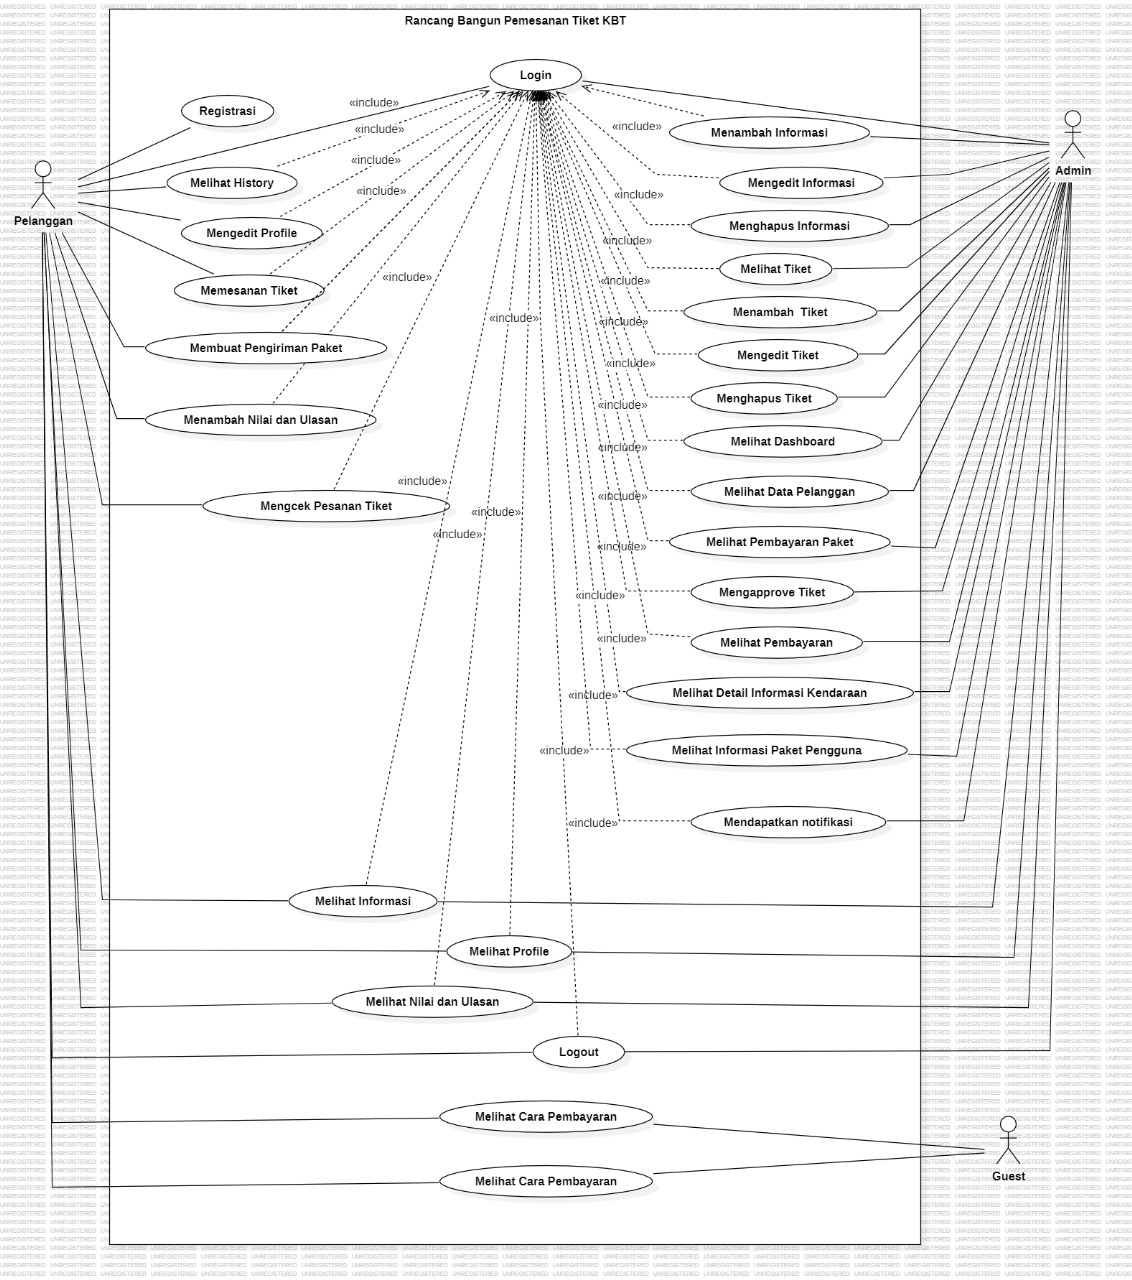 Rancang Bangun Pemesanan Tiket KBT
Login
Registrasi
«include»
«include»
«include»
Menambah Informasi
«include»
Admin
Melihat History
«include»
Mengedit Informasi
«include»
Pelanggan
Mengedit Profile
Menghapus Informasi
«include»
Melihat Tiket
«include»
«include»
Memesanan Tiket
Menambah  Tiket
«include»
«include»
Membuat Pengiriman Paket
Mengedit Tiket
«include»
Menghapus Tiket
«include»
Menambah Nilai dan Ulasan
Melihat Dashboard
«include»
«include»
Melihat Data Pelanggan
«include»
Mengcek Pesanan Tiket
«include»
«include»
Melihat Pembayaran Paket
«include»
Mengapprove Tiket
«include»
Melihat Pembayaran
«include»
Melihat Detail Informasi Kendaraan
«include»
Melihat Informasi Paket Pengguna
«include»
Mendapatkan notifikasi
«include»
Melihat Informasi
Melihat Profile
Melihat Nilai dan Ulasan
Logout
Melihat Cara Pembayaran
Guest
Melihat Cara Pembayaran
UNREGISTERED